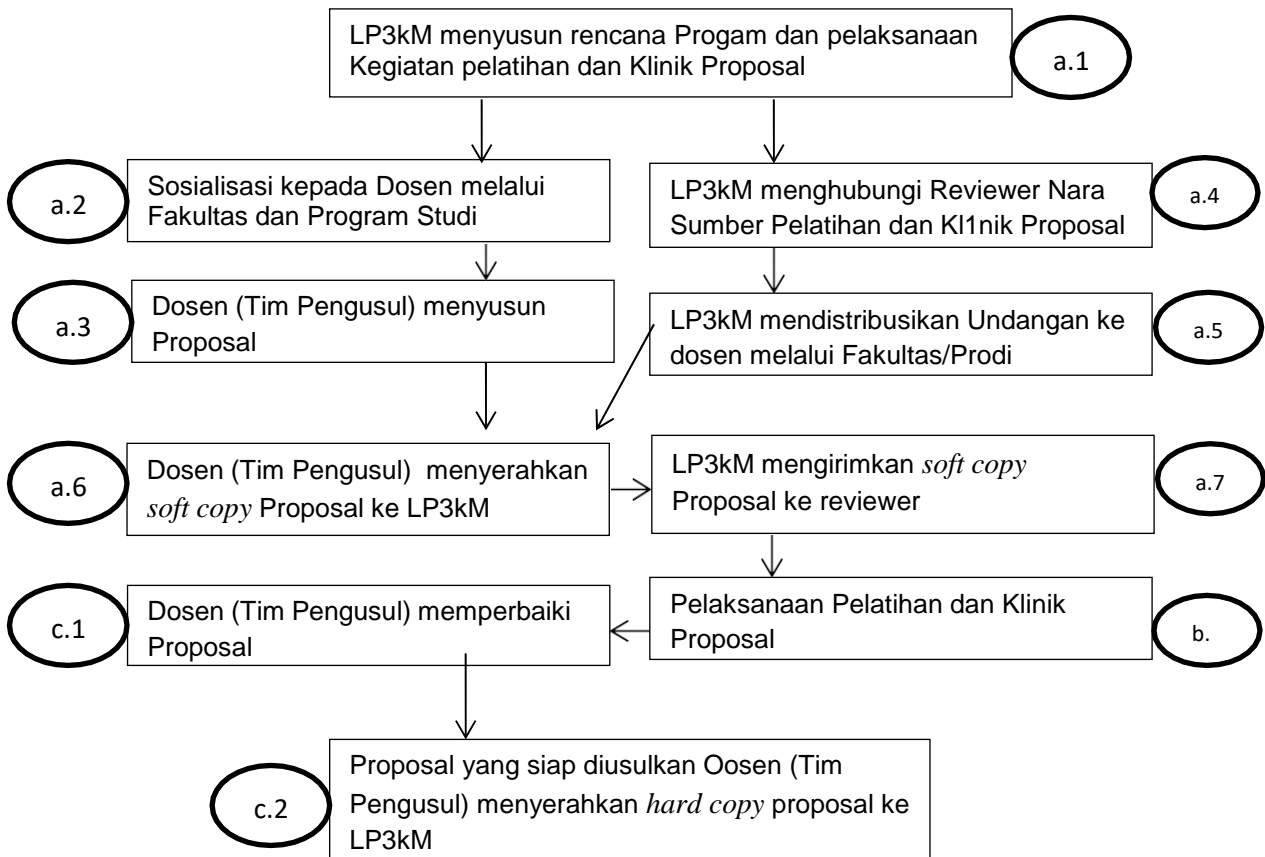 LP3kM menyusun rencana Progam dan pelaksanaan
Kegiatan pelatihan dan Klinik Proposal
a.1
a.2
Sosialisasi kepada Dosen melalui
Fakultas dan Program Studi
LP3kM menghubungi Reviewer Nara
Sumber Pelatihan dan Kl1nik Proposal
a.4
a.3
Dosen (Tim Pengusul) menyusun
Proposal
LP3kM mendistribusikan Undangan ke
dosen melalui Fakultas/Prodi
a.5
a.6
Dosen (Tim Pengusul) menyerahkan
soft copy Proposal ke LP3kM
LP3kM mengirimkan soft copy
Proposal ke reviewer
a.7
c.1
Dosen (Tim Pengusul) memperbaiki
Proposal
Pelaksanaan Pelatihan dan Klinik
Proposal
b.
c.2
Proposal yang siap diusulkan Oosen (Tim
Pengusul) menyerahkan hard copy proposal ke
LP3kM